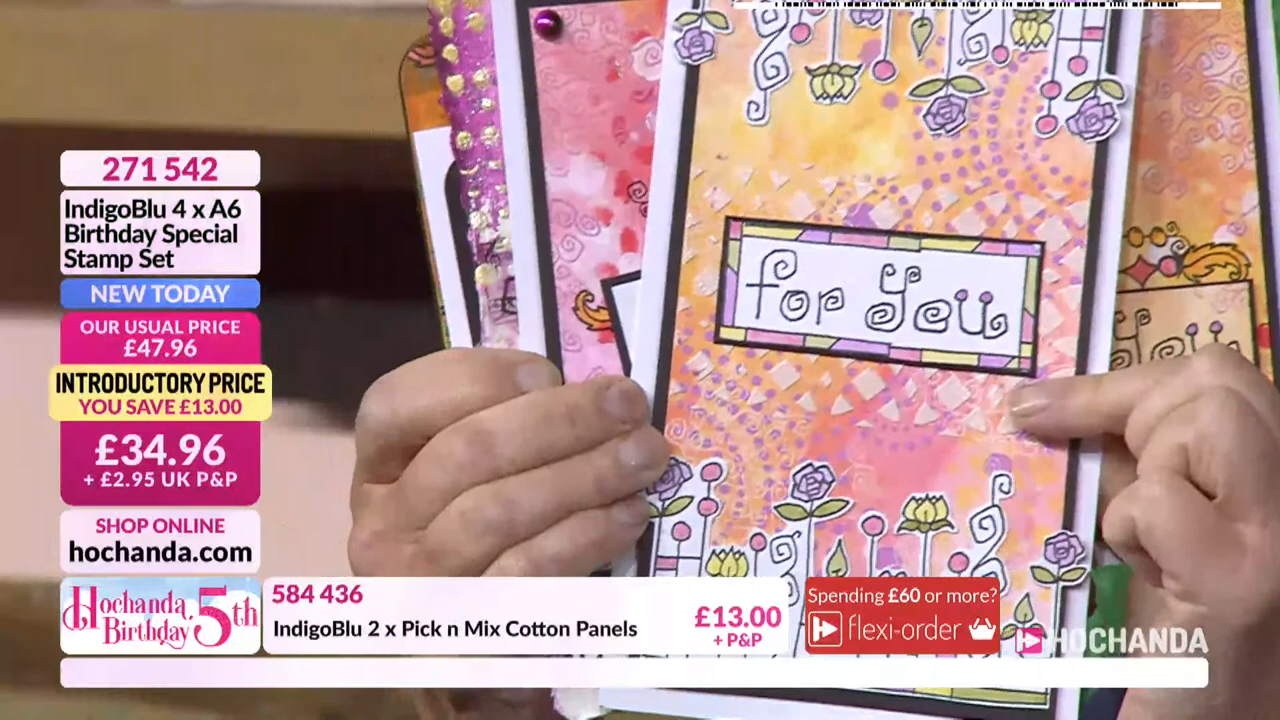 271 542
IndigoBlu 4 x A6
Birthday Special
Stamp Set
NEW TODAY
OUR USUAL PRICE
£47.96
INTRODUCTORY PRICE
YOU SAVE £13.00
£34.96
+ £2.95 UK P&P
SHOP ONLINE
hochanda.com
for you
Hochanda 5th
Birthday
584 436
IndigoBlu 2 x Pick n Mix Cotton Panels
£13.00
+ P&P
Spending £60 or more?
flexi-order
HOCHANDA